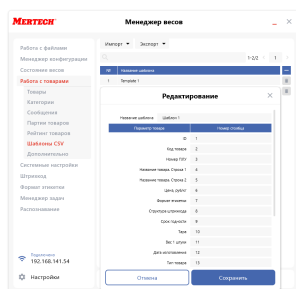 MERTECH
Менеджер весов
Работа с файлами
Менеджер конфигурации
Состояние весов
Работа с товарами
Товары
Категории
Сообщения
Партии товаров
Рейтинг товаров
Шаблоны CSV
Дополнительно
Системные настройки
Штрихкод
Формат этикетки
Менеджер задач
Распознавание
Подключено
192.168.141.54
Настройки
Импорт
Экспорт
1-2/2
1
№
Название шаблона
1 Template 1
Редактирование
Название шаблона Шаблон 1
Параметр товара Номер столбца
ID 1
Код товара 2
Номер ПЛУ 3
Название товара. Строка 1 4
Название товара. Строка 2 5
Цена, руб/кг 6
Формат этикетки 7
Структура штрихкода 8
Срок годности 9
Тара 10
Вес 1 штуки 11
Дата изготовления 12
Тип товара 13
Отмена
Сохранить